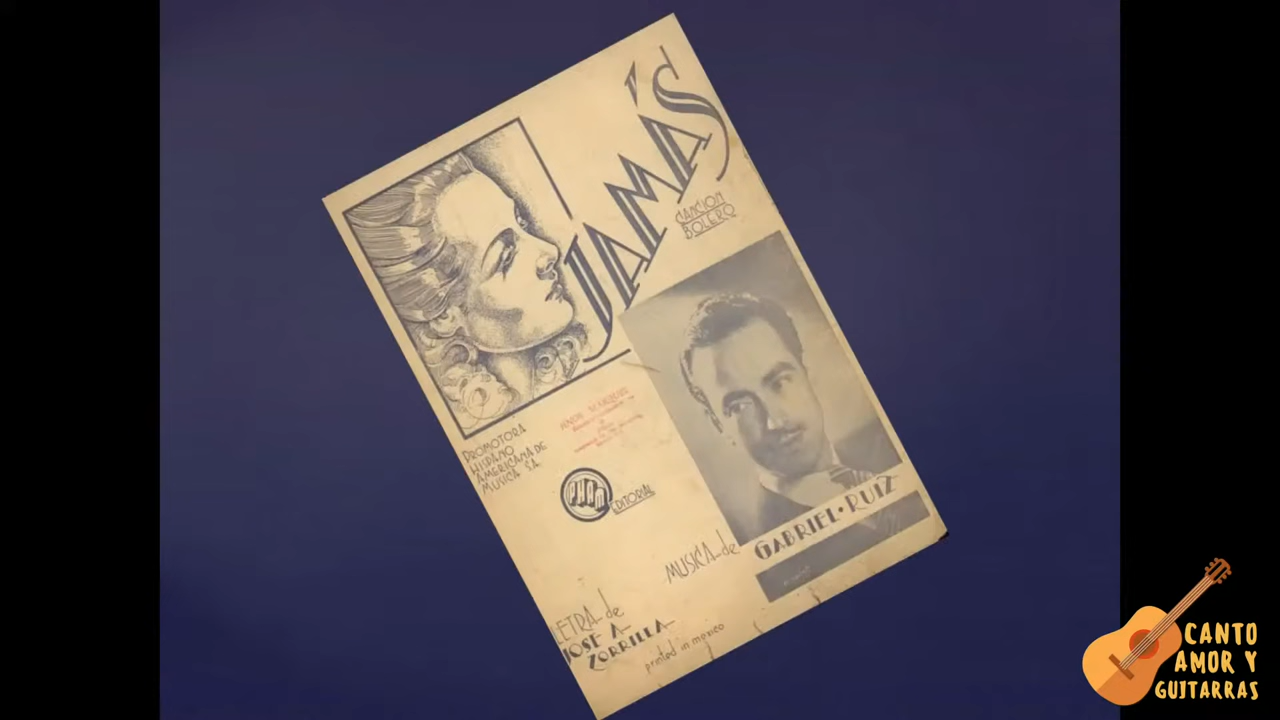 JAMÁS
CANCION
BOLERO
PROMOTORA
HISPANO
AMERICANA DE
MUSICA S.A.
PHAM
EDITORIAL
MUSICA de
GABRIEL · RUIZ
LETRA de
JOSE A.
ZORRILLA
printed in mexico
CANTO
AMOR Y
GUITARRAS